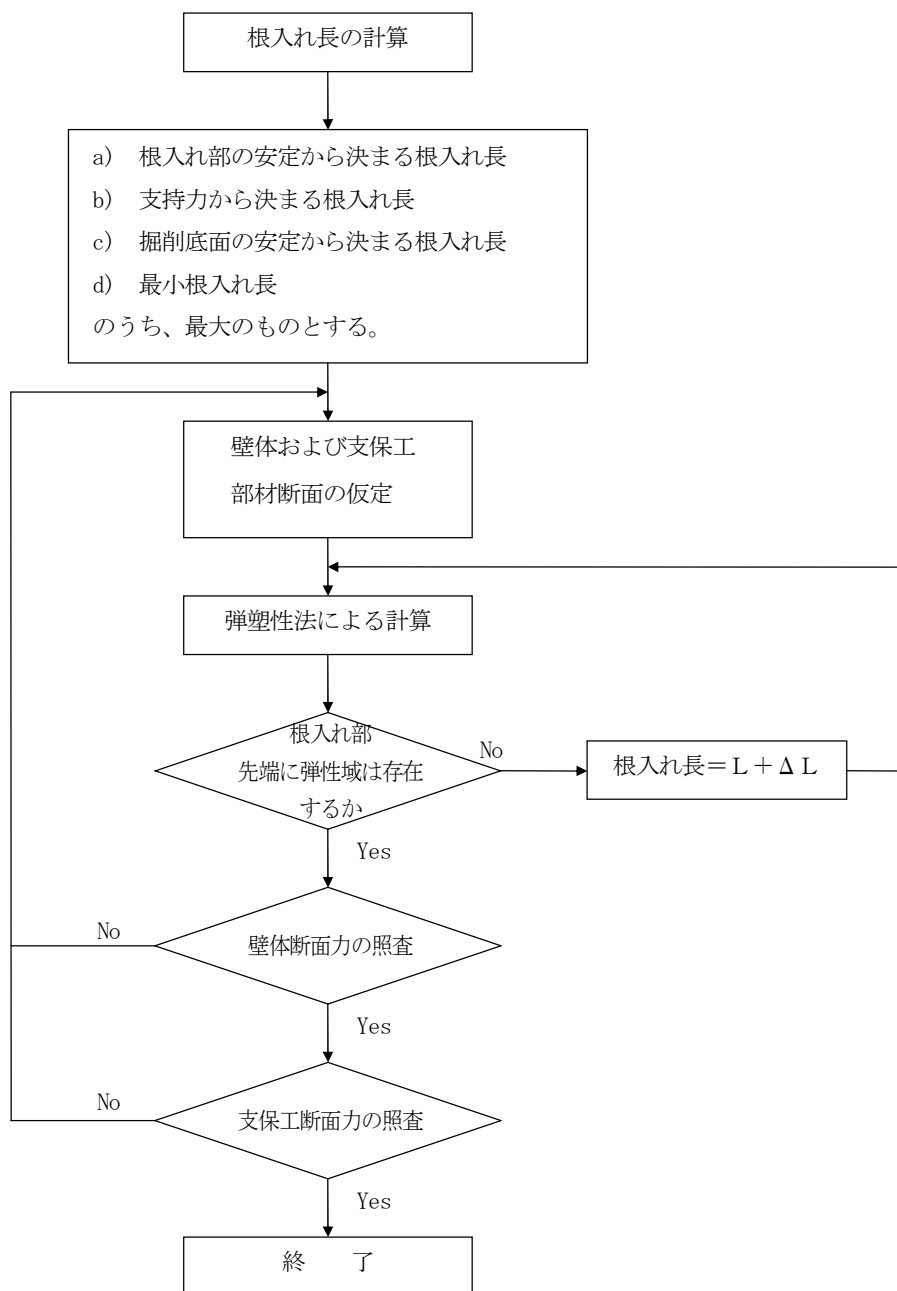 根入れ長の計算
a) 根入れ部の安定から決まる根入れ長
b) 支持力から決まる根入れ長
c) 掘削底面の安定から決まる根入れ長
d) 最小根入れ長
のうち、最大のものとする。
壁体および支保工
部材断面の仮定
弾塑性法による計算
根入れ部
先端に弾性域は存在
するか
No
根入れ長＝L＋ΔL
Yes
No
壁体断面力の照査
Yes
No
支保工断面力の照査
Yes
終　了